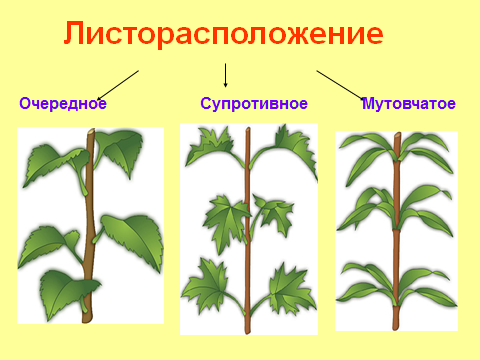 Листорасположение
Очередное Супротивное Мутовчатое